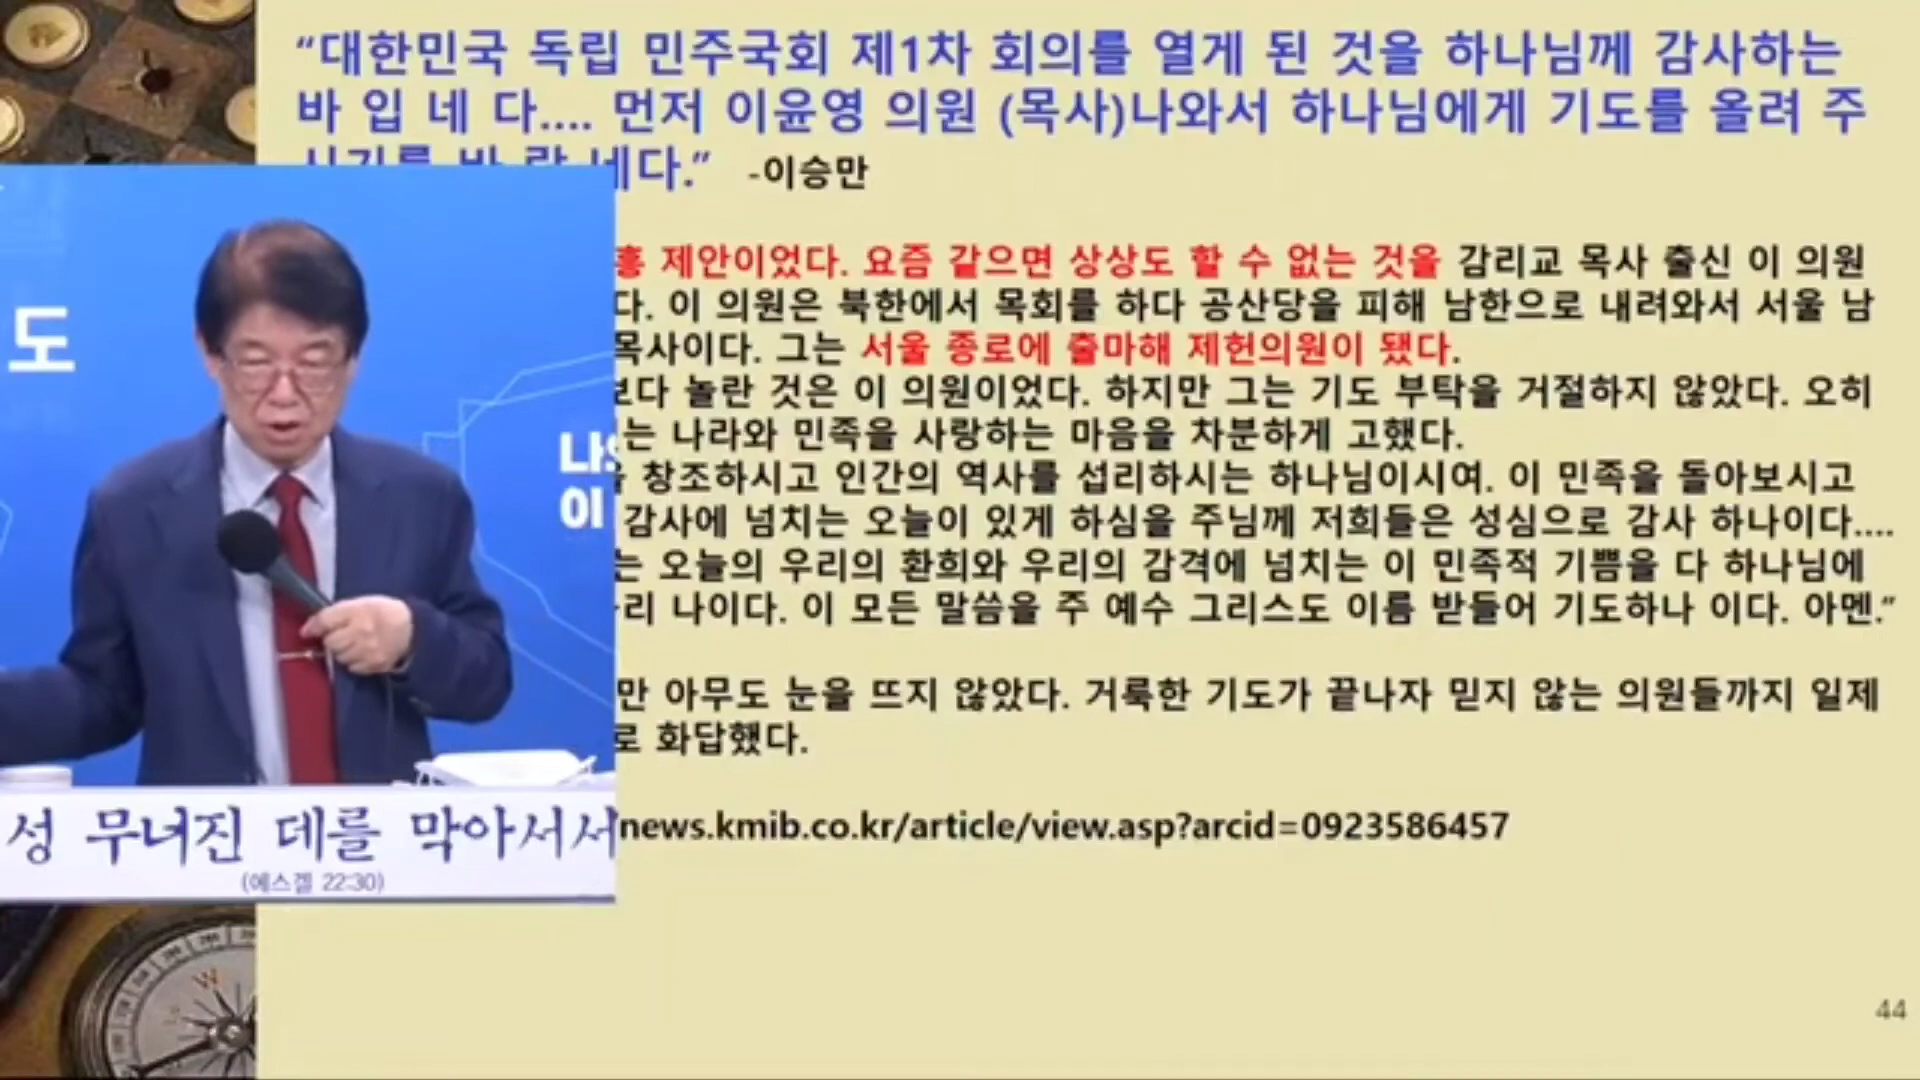 “대한민국 독립 민주국회 제1차 회의를 열게 된 것을 하나님께 감사하는
바 입 네 다.... 먼저 이윤영 의원 (목사)나와서 하나님에게 기도를 올려 주
네다.” -이승만
제안이었다. 요즘 같으면 상상도 할 수 없는 것을 감리교 목사 출신 이 의원
다. 이 의원은 북한에서 목회를 하다 공산당을 피해 남한으로 내려와서 서울 남
목사이다. 그는 서울 종로에 출마해 제헌의원이 됐다.
보다 놀란 것은 이 의원이었다. 하지만 그는 기도 부탁을 거절하지 않았다. 오히
는 나라와 민족을 사랑하는 마음을 차분하게 고했다.
창조하시고 인간의 역사를 섭리하시는 하나님이시여. 이 민족을 돌아보시고
감사에 넘치는 오늘이 있게 하심을 주님께 저희들은 성심으로 감사 하나이다....
는 오늘의 우리의 환희와 우리의 감격에 넘치는 이 민족적 기쁨을 다 하나님에
리 나이다. 이 모든 말씀을 주 예수 그리스도 이름 받들어 기도하나 이다. 아멘.”
만 아무도 눈을 뜨지 않았다. 거룩한 기도가 끝나자 믿지 않는 의원들까지 일제
로 화답했다.
news.kmib.co.kr/article/view.asp?arcid=0923586457
44
도
나
이
성 무너진 데를 막아서서
(에스겔 22:30)
W